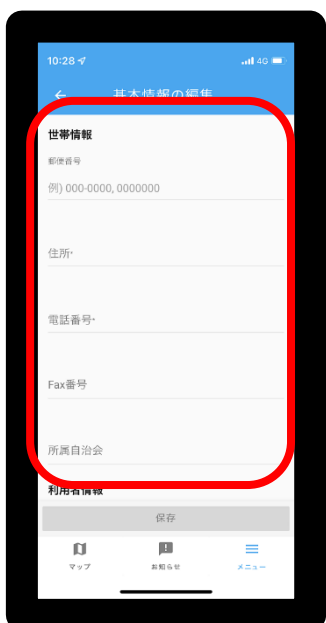 10:28
4G
基本情報の編集
世帯情報
郵便番号
例) 000-0000, 0000000
住所*
電話番号*
Fax番号
所属自治会
利用者情報
保存
マップ お知らせ メニュー